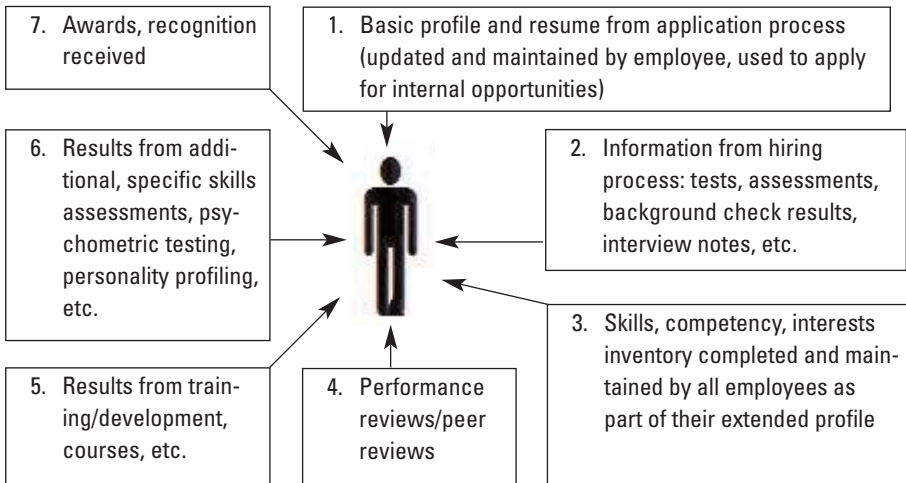 7. Awards, recognition
received
1. Basic profile and resume from application process
(updated and maintained by employee, used to apply
for internal opportunities)
6. Results from addi-
tional, specific skills
assessments, psy-
chometric testing,
personality profiling,
etc.
2. Information from hiring
process: tests, assessments,
background check results,
interview notes, etc.
5. Results from train-
ing/development,
courses, etc.
4. Performance
reviews/peer
reviews
3. Skills, competency, interests
inventory completed and main-
tained by all employees as
part of their extended profile